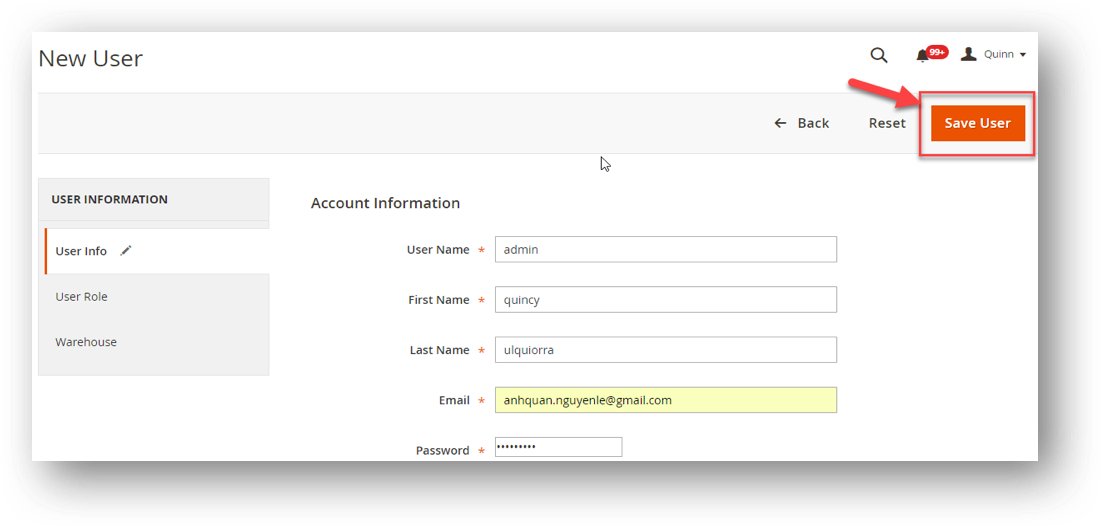 New User
99+
Quinn
Back
Reset
Save User
USER INFORMATION
User Info
User Role
Warehouse
Account Information
User Name * admin
First Name * quincy
Last Name * ulquiorra
Email * anhquan.nguyenle@gmail.com
Password * •••••••••